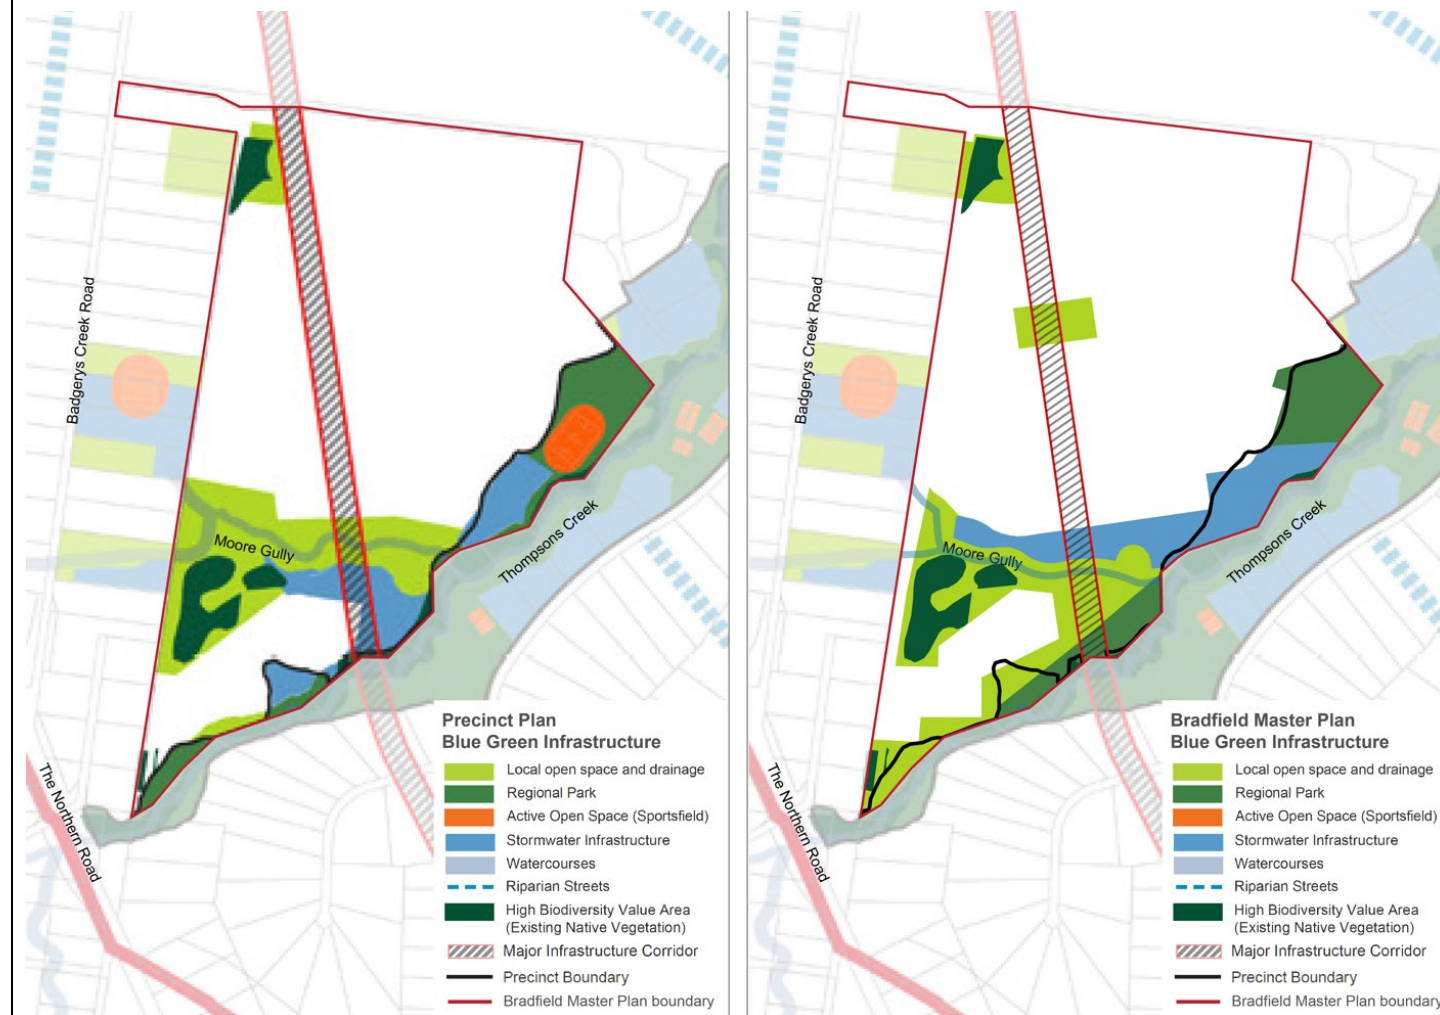 Badgerys Creek Road
Moore Gully
Thompsons Creek
The Northern Road
Precinct Plan
Blue Green Infrastructure
Local open space and drainage
Regional Park
Active Open Space (Sportsfield)
Stormwater Infrastructure
Watercourses
Riparian Streets
High Biodiversity Value Area
(Existing Native Vegetation)
Major Infrastructure Corridor
Precinct Boundary
Bradfield Master Plan boundary
Badgerys Creek Road
Moore Gully
Thompsons Creek
The Northern Road
Bradfield Master Plan
Blue Green Infrastructure
Local open space and drainage
Regional Park
Active Open Space (Sportsfield)
Stormwater Infrastructure
Watercourses
Riparian Streets
High Biodiversity Value Area
(Existing Native Vegetation)
Major Infrastructure Corridor
Precinct Boundary
Bradfield Master Plan boundary